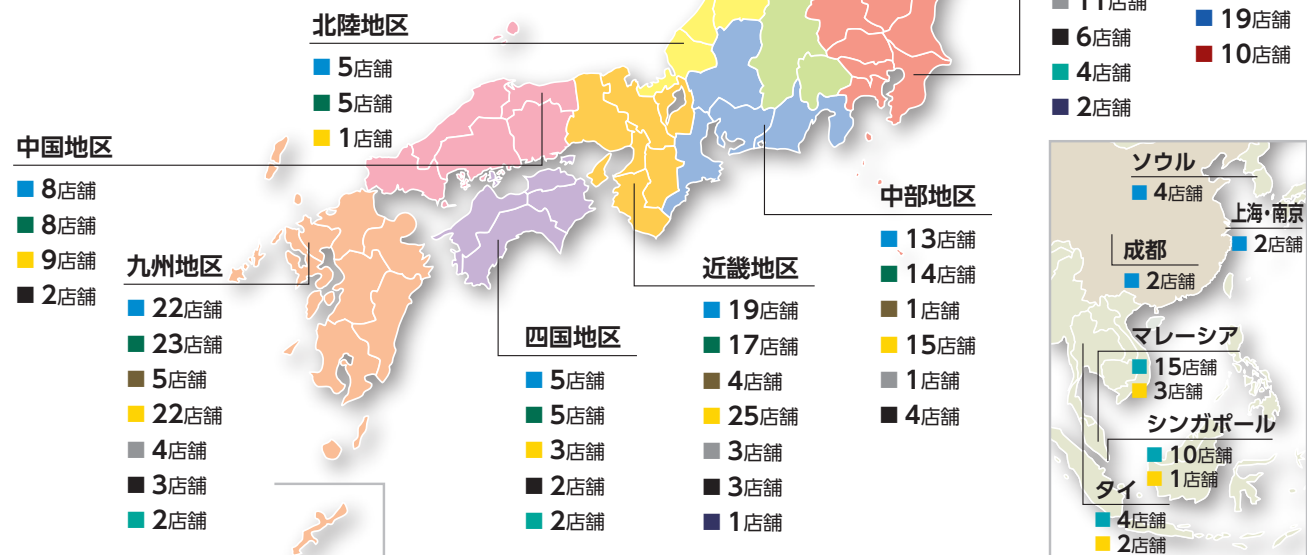 北陸地区
5店舗
5店舗
1店舗
中国地区
8店舗
8店舗
9店舗
2店舗
九州地区
22店舗
23店舗
5店舗
22店舗
4店舗
3店舗
2店舗
四国地区
5店舗
5店舗
3店舗
2店舗
2店舗
近畿地区
19店舗
17店舗
4店舗
25店舗
3店舗
3店舗
1店舗
中部地区
13店舗
14店舗
1店舗
15店舗
1店舗
4店舗
11店舗
6店舗
4店舗
2店舗
19店舗
10店舗
ソウル
4店舗
上海・南京
2店舗
成都
2店舗
マレーシア
15店舗
3店舗
シンガポール
10店舗
1店舗
タイ
4店舗
2店舗